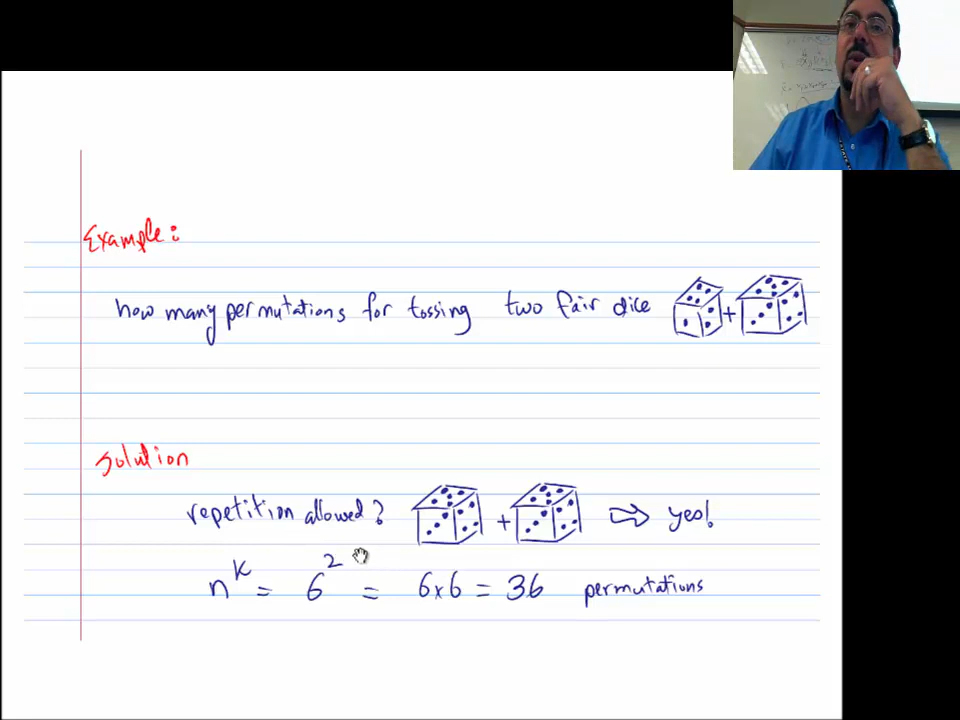 Example:
how many permutations for tossing two fair dice +
solution
repetition allowed? + ⇒ yes!
n^k = 6^2 = 6x6 = 36 permutations